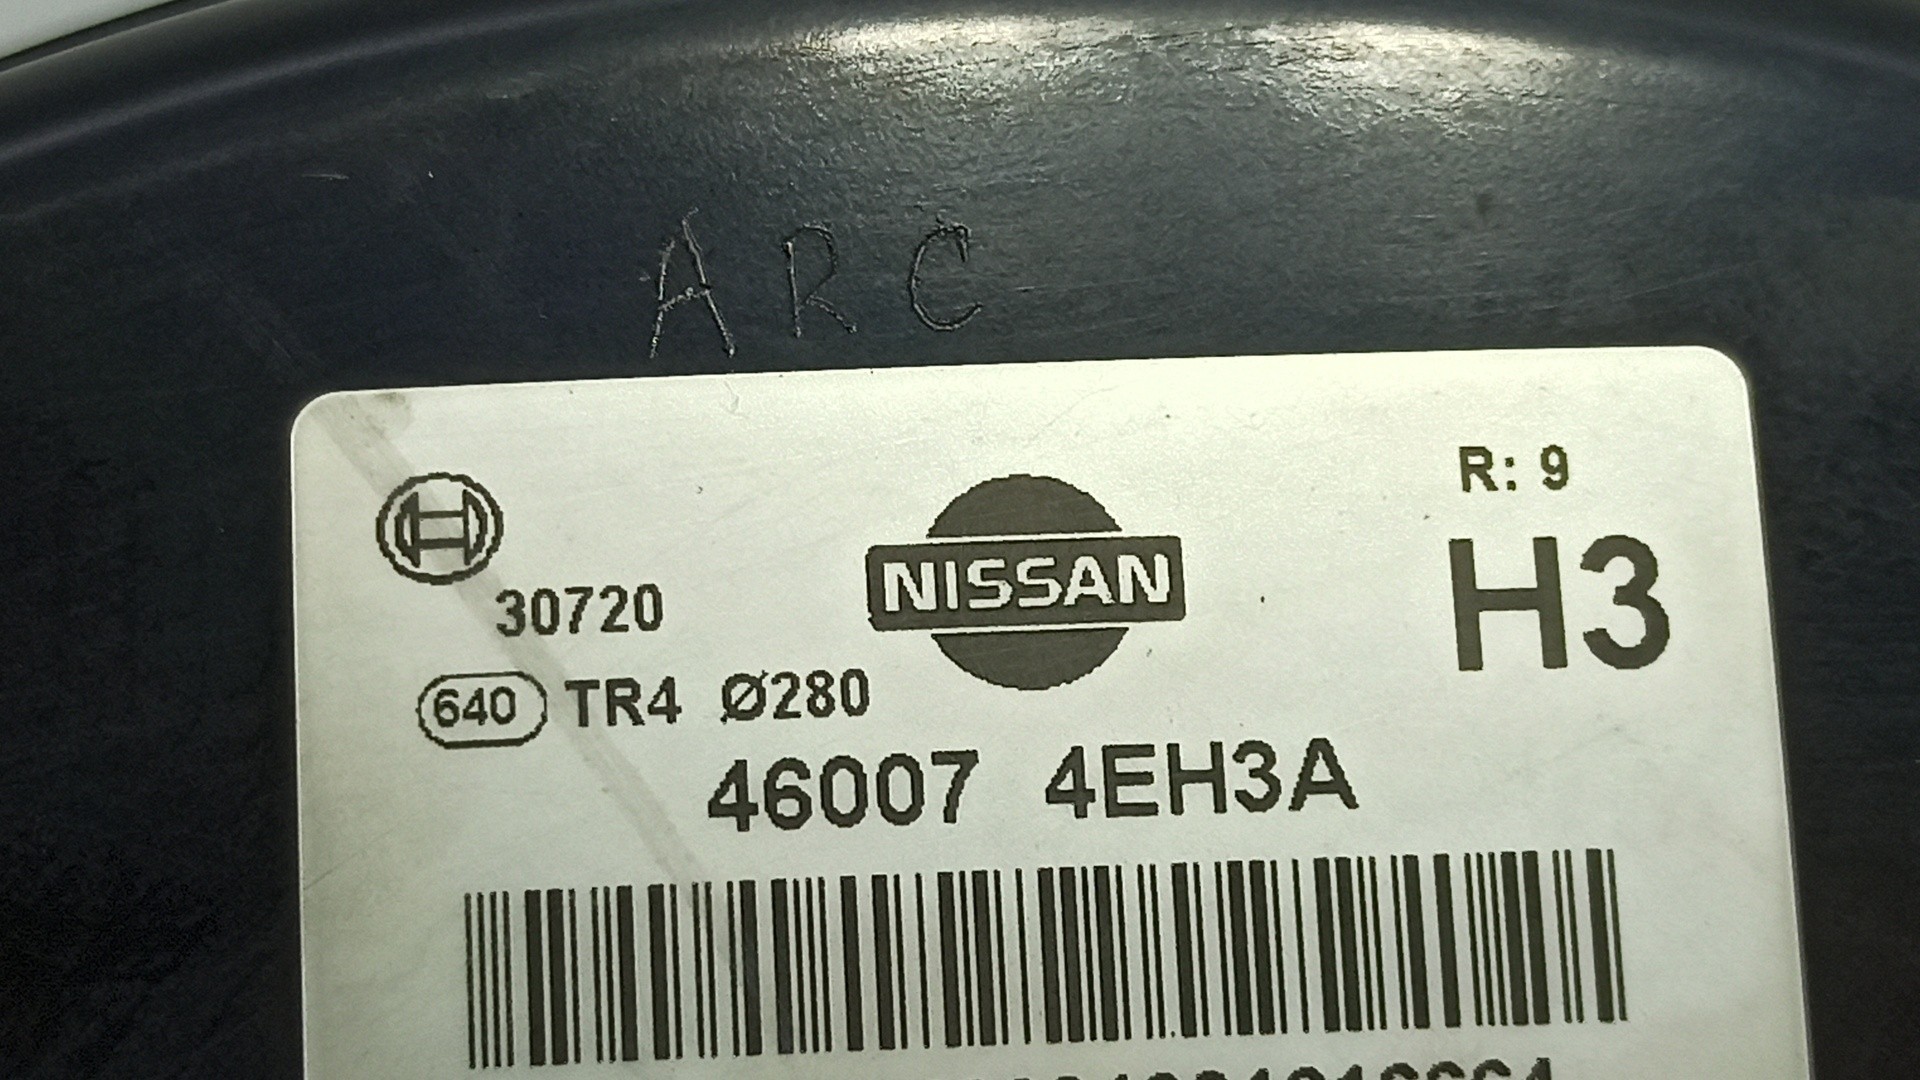 ARC
R: 9
NISSAN
H3
30720
640 TR4 Ø280
46007 4EH3A